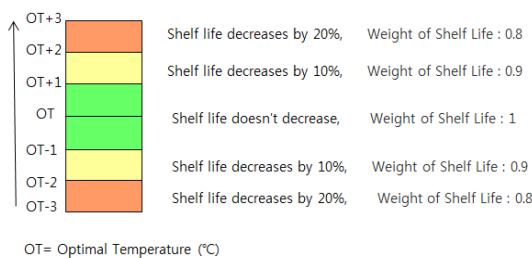 OT+3
Shelf life decreases by 20%, Weight of Shelf Life : 0.8
OT+2
Shelf life decreases by 10%, Weight of Shelf Life : 0.9
OT+1
OT
Shelf life doesn't decrease, Weight of Shelf Life : 1
OT-1
Shelf life decreases by 10%, Weight of Shelf Life : 0.9
OT-2
Shelf life decreases by 20%, Weight of Shelf Life : 0.8
OT-3
OT= Optimal Temperature (℃)